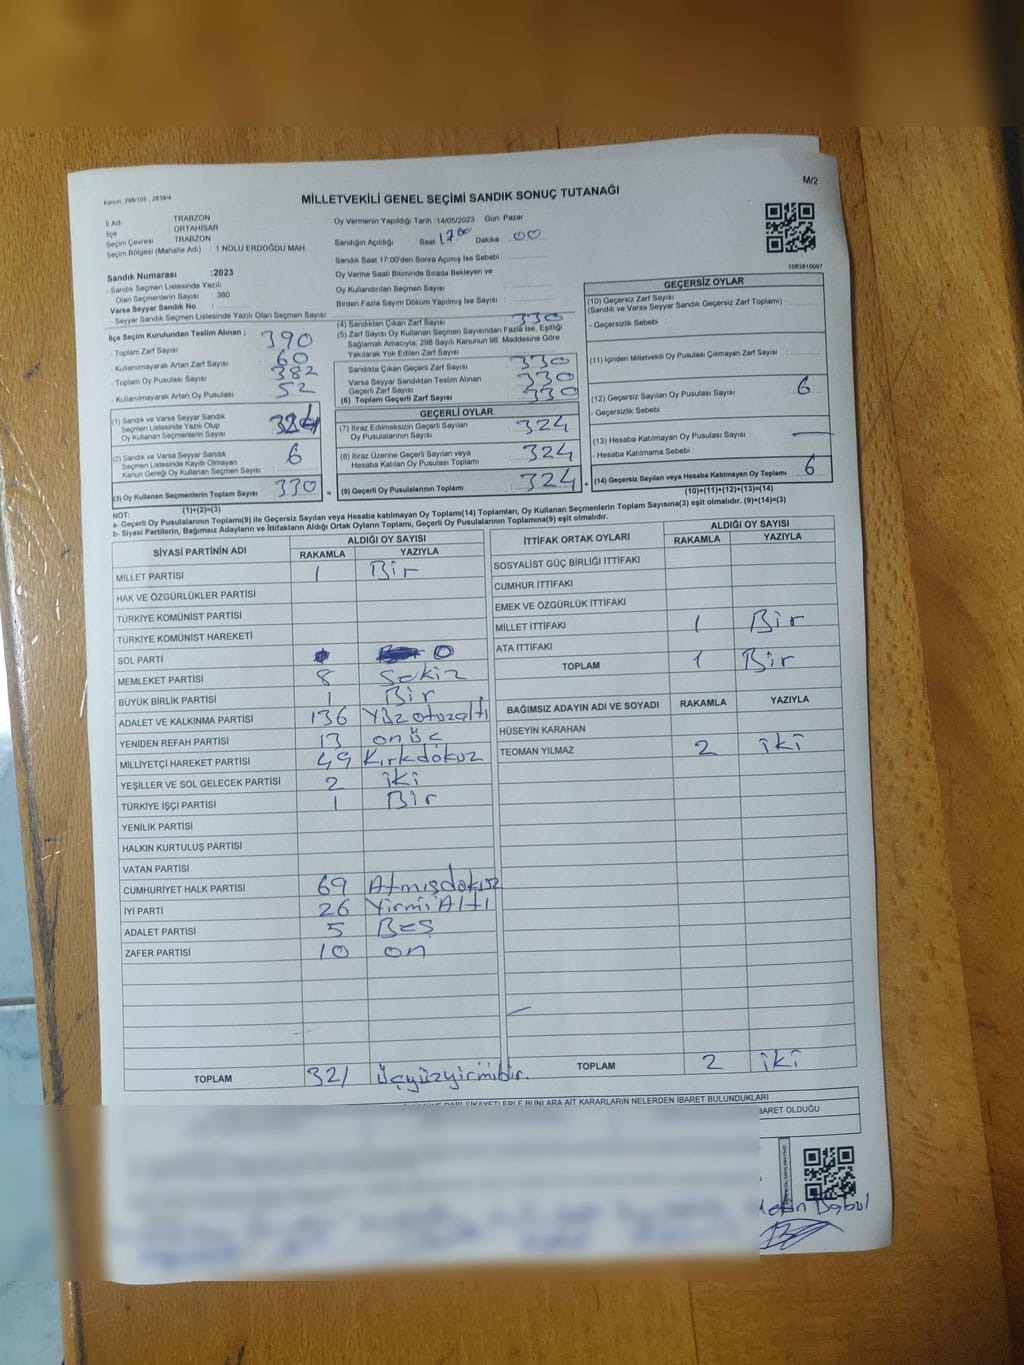 M/2
Kanun: 298/105 , 2839/4
MİLLETVEKİLİ GENEL SEÇİMİ SANDIK SONUÇ TUTANAĞI
İl Adı TRABZON
İlçe ORTAHİSAR
Seçim Çevresi TRABZON
Seçim Bölgesi (Mahalle Adı) : 1 NOLU ERDOĞDU MAH.
Sandık Numarası :2023
- Sandık Seçmen Listesinde Yazılı
Olan Seçmenlerin Sayısı : 380
Varsa Seyyar Sandık No :
- Seyyar Sandık Seçmen Listesinde Yazılı Olan Seçmen Sayısı
Oy Vermenin Yapıldığı Tarih :14/05/2023 Gün: Pazar
Sandığın Açıldığı Saat 17.00 Dakika : 00
Sandık Saat 17:00'den Sonra Açılmış İse Sebebi :
Oy Verme Saati Bitiminde Sırada Bekleyen ve
Oy Kullandırılan Seçmen Sayısı :
Birden Fazla Sayım Döküm Yapılmış İse Sayısı :
1083810097
İlçe Seçim Kurulundan Teslim Alınan ;
- Toplam Zarf Sayısı 390
- Kullanılmayarak Artan Zarf Sayısı 60
- Toplam Oy Pusulası Sayısı 382
- Kullanılmayarak Artan Oy Pusulası 52
(1) Sandık ve Varsa Seyyar Sandık
Seçmen Listesinde Yazılı Olup
Oy Kullanan Seçmenlerin Sayısı 324
(2) Sandık ve Varsa Seyyar Sandık
Seçmen Listesinde Kayıtlı Olmayan
Kanun Gereği Oy Kullanan Seçmen Sayısı : 6
(3) Oy Kullanan Seçmenlerin Toplam Sayısı 330
(1)+(2)=(3)
(4) Sandıktan Çıkan Zarf Sayısı 330
(5) Zarf Sayısı Oy Kullanan Seçmen Sayısından Fazla İse, Eşitliği
Sağlamak Amacıyla, 298 Sayılı Kanunun 98. Maddesine Göre
Yakılarak Yok Edilen Zarf Sayısı :
Sandıkta Çıkan Geçerli Zarf Sayısı 330
Varsa Seyyar Sandıktan Teslim Alınan
Geçerli Zarf Sayısı 330
(6) Toplam Geçerli Zarf Sayısı 330
GEÇERLİ OYLAR
(7) İtiraz Edilmeksizin Geçerli Sayılan
Oy Pusulalarının Sayısı : 324
(8) İtiraz Üzerine Geçerli Sayılan veya
Hesaba Katılan Oy Pusulası Toplamı : 324
(9) Geçerli Oy Pusulalarının Toplamı : 324
GEÇERSİZ OYLAR
(10) Geçersiz Zarf Sayısı
(Sandık ve Varsa Seyyar Sandık Geçersiz Zarf Toplamı) :
- Geçersizlik Sebebi :
(11) İçinden Milletvekili Oy Pusulası Çıkmayan Zarf Sayısı :
(12) Geçersiz Sayılan Oy Pusulası Sayısı 6
- Geçersizlik Sebebi :
(13) Hesaba Katılmayan Oy Pusulası Sayısı
- Hesaba Katılmama Sebebi :
(14) Geçersiz Sayılan veya Hesaba Katılmayan Oy Toplamı : 6
(10)+(11)+(12)+(13)=(14)
NOT:
a- Geçerli Oy Pusulaları Toplamı(9) ile Geçersiz Sayılan veya Hesaba Katılmayan Oy Toplamı(14) Toplamları, Oy Kullanan Seçmenlerin Toplam Sayısına(3) eşit olmalıdır. (9)+(14)=(3)
b- Siyasi Partilerin, Bağımsız Adayların ve İttifakların Aldığı Ortak Oyların Toplamı, Geçerli Oy Pusulalarının Toplamına(9) eşit olmalıdır.
SİYASİ PARTİNİN ADI ALDIĞI OY SAYISI
RAKAMLA YAZIYLA
MİLLET PARTİSİ 1 Bir
HAK VE ÖZGÜRLÜKLER PARTİSİ
TÜRKİYE KOMÜNİST PARTİSİ
TÜRKİYE KOMÜNİST HAREKETİ
SOL PARTİ 0
MEMLEKET PARTİSİ 8 Sekiz
BÜYÜK BİRLİK PARTİSİ 1 Bir
ADALET VE KALKINMA PARTİSİ 136 Yüzotuzaltı
YENİDEN REFAH PARTİSİ 13 onüç
MİLLİYETÇİ HAREKET PARTİSİ 49 Kırkdokuz
YEŞİLLER VE SOL GELECEK PARTİSİ 2 iki
TÜRKİYE İŞÇİ PARTİSİ 1 Bir
YENİLİK PARTİSİ
HALKIN KURTULUŞ PARTİSİ
VATAN PARTİSİ
CUMHURİYET HALK PARTİSİ 69 Atmışdokuz
İYİ PARTİ 26 YirmiAltı
ADALET PARTİSİ 5 Beş
ZAFER PARTİSİ 10 on
TOPLAM 321 üçyüzyirmibir.
İTTİFAK ORTAK OYLARI ALDIĞI OY SAYISI
RAKAMLA YAZIYLA
SOSYALİST GÜÇ BİRLİĞİ İTTİFAKI
CUMHUR İTTİFAKI
EMEK VE ÖZGÜRLÜK İTTİFAKI
MİLLET İTTİFAKI 1 Bir
ATA İTTİFAKI
TOPLAM 1 Bir
BAĞIMSIZ ADAYIN ADI VE SOYADI RAKAMLA YAZIYLA
HÜSEYİN KARAHAN
TEOMAN YILMAZ 2 iki
TOPLAM 2 iki
DAİR ŞİKAYETLERLE BUNLARA AİT KARARLARIN NELERDEN İBARET BULUNDUKLARI
BARET OLDUĞU